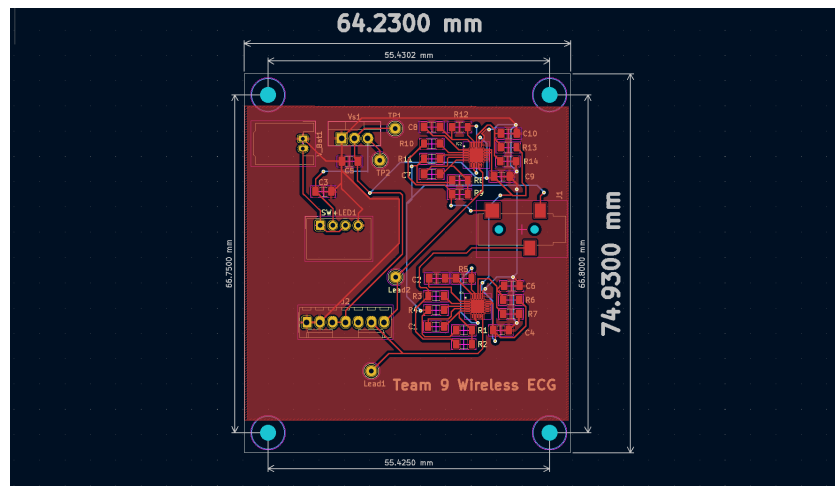 64.2300 mm
55.4302 mm
Vs1
TP1
R12
C8
C10
R10
R13
R11
R14
C5
TP2
C7
R8
C9
C3
R9
J1
SW+LED1
66.7500 mm
66.8000 mm
74.9300 mm
Lead2
C2
R5
C6
R3
R6
J2
R4
R7
R1
C4
R2
Lead1
Team 9 Wireless ECG
55.4250 mm